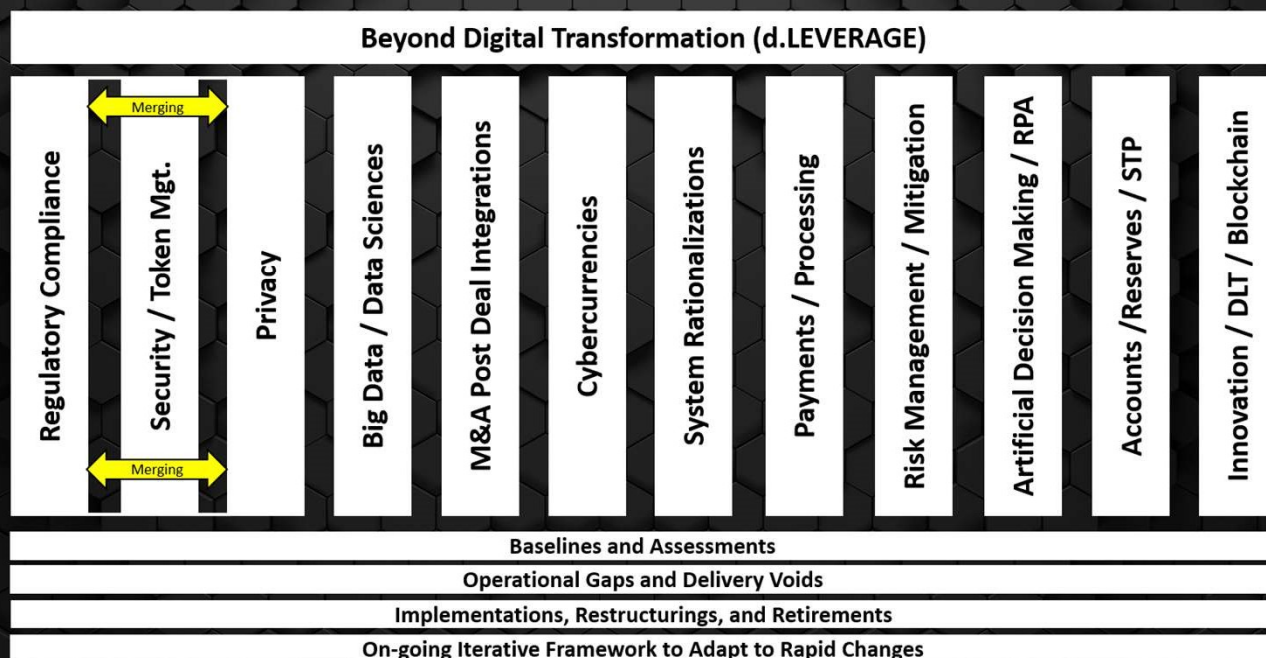 Beyond Digital Transformation (d.LEVERAGE)
Merging
Regulatory Compliance
Security / Token Mgt.
Privacy
Merging
Big Data / Data Sciences
M&A Post Deal Integrations
Cybercurrencies
System Rationalizations
Payments / Processing
Risk Management / Mitigation
Artificial Decision Making / RPA
Accounts /Reserves / STP
Innovation / DLT / Blockchain
Baselines and Assessments
Operational Gaps and Delivery Voids
Implementations, Restructurings, and Retirements
On-going Iterative Framework to Adapt to Rapid Changes